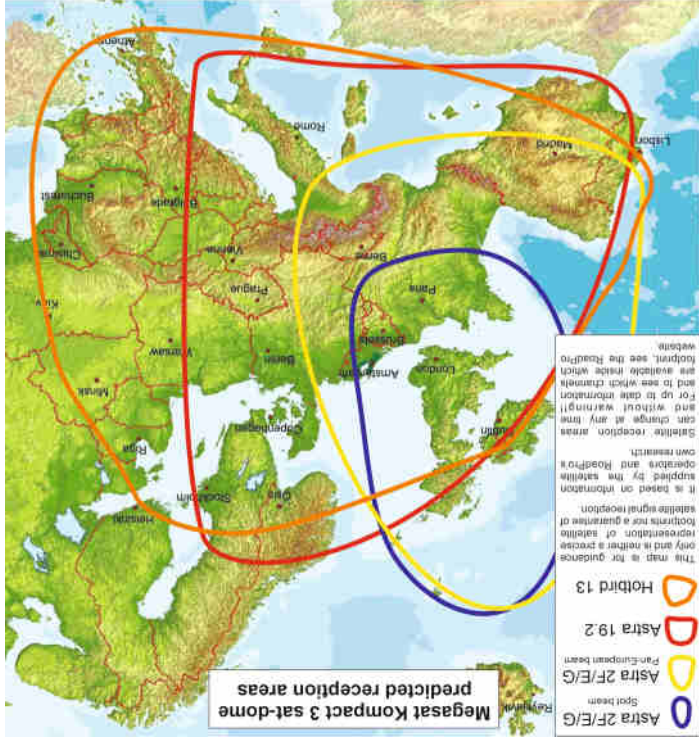 Megasat Kompact 3 sat-dome
predicted reception areas
Astra 2F/E/G
Spot beam
Astra 2F/E/G
Pan-European beam
Astra 19.2
Hotbird 13
This map is for guidance
only and is neither a precise
representation of satellite
footprints nor a guarantee of
satellite signal reception.
It is based on information
supplied by the satellite
operators and RoadPro's
own research.
Satellite reception areas
can change at any time
and without warning!!
For up to date information
and to see which channels
are available inside which
footprint, see the RoadPro
website.
Reykjavik
Oslo
Helsinki
Stockholm
Riga
Dublin
Copenhagen
Minsk
London
Amsterdam
Berlin
Warsaw
Brussels
Paris
Prague
Vienna
Berne
Bucharest
Belgrade
Madrid
Lisbon
Rome
Athens